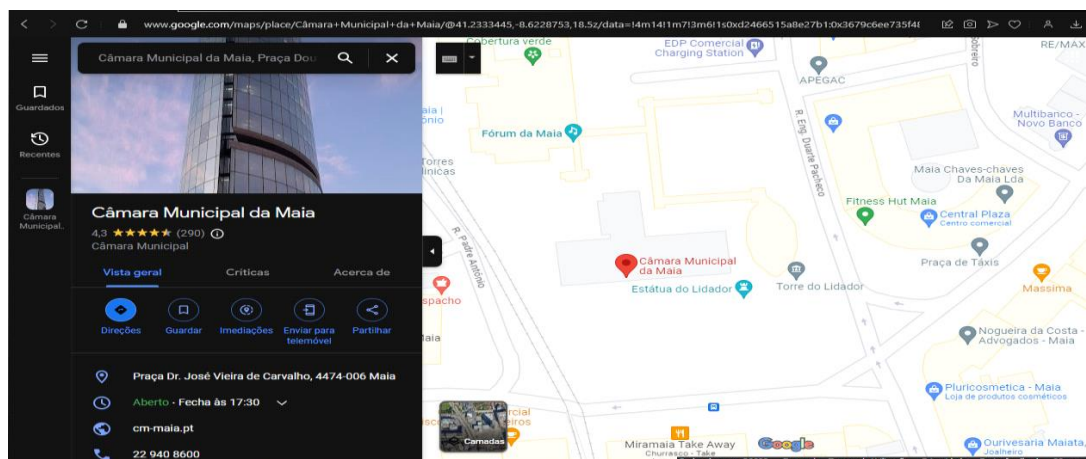 www.google.com/maps/place/Câmara+Municipal+da+Maia/@41.2333445,-8.6228753,18.5z/data=!4m14!1m7!3m6!1s0xd2466515a8e27b1:0x3679c6ee735f48
Câmara Municipal da Maia, Praça Dou
Guardados
Recentes
Câmara
Municipal..
Câmara Municipal da Maia
4,3 (290)
Câmara Municipal
Vista geral Críticas Acerca de
Direções Guardar Imediações Enviar para telemóvel Partilhar
Praça Dr. José Vieira de Carvalho, 4474-006 Maia
Aberto · Fecha às 17:30
cm-maia.pt
22 940 8600
Cobertura verde
EDP Comercial
Charging Station
RE/MAX
APEGAC
Sobreiro
Multibanco -
Novo Banco
Fórum da Maia
R. Eng. Duarte Pacheco
Torres
Maia Chaves-chaves
Da Maia Lda
Fitness Hut Maia
Central Plaza
Centro comercial
R. Padre António
Câmara Municipal
da Maia
Praça de Táxis
Estátua do Lidador
Torre do Lidador
Massima
spacho
Maia
Nogueira da Costa -
Advogados - Maia
Pluricosmetica - Maia
Loja de produtos cosméticos
Camadas
Miramaia Take Away
Churrasco - Take
Google
Ourivesaria Maiata,
Joalheiro